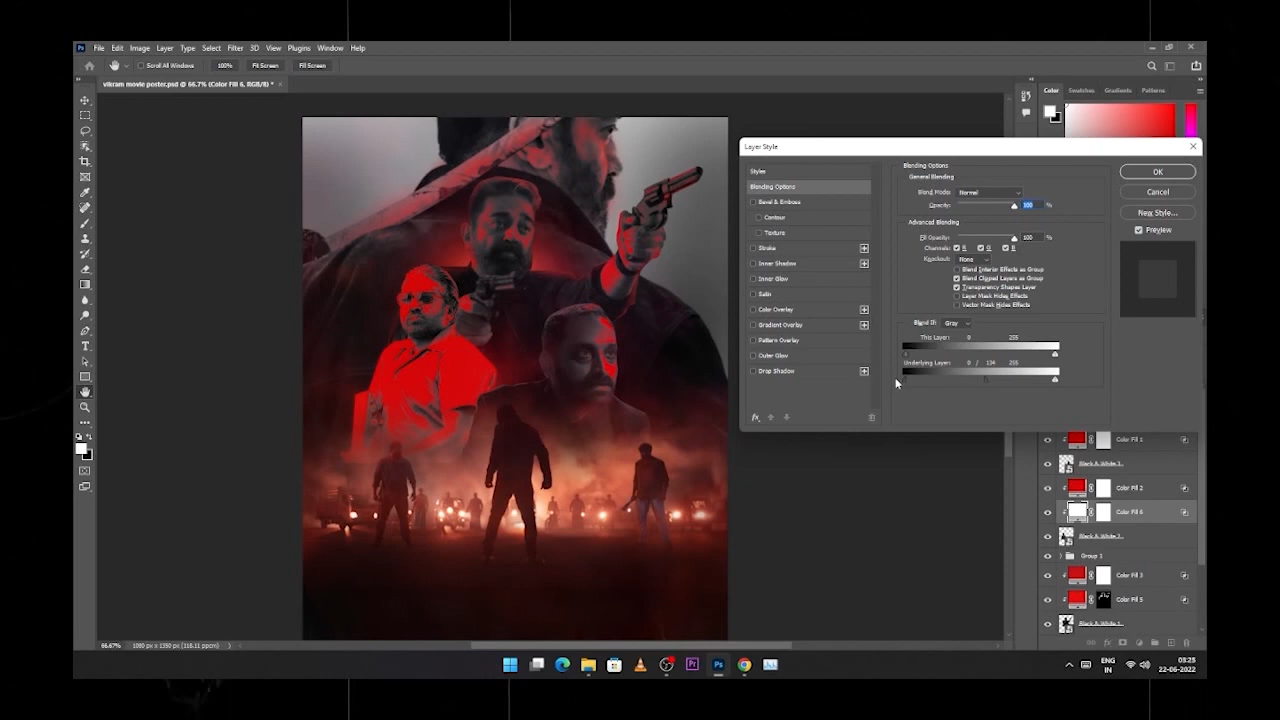 Ps File Edit Image Layer Type Select Filter 3D View Plugins Window Help
Scroll All Windows 100% Fit Screen Fill Screen
vikram movie poster.psd @ 66.7% (Color Fill 6, RGB/8) *
Color Swatches Gradients Patterns
Layer Style
Styles
Blending Options
Bevel & Emboss
Contour
Texture
Stroke
Inner Shadow
Inner Glow
Satin
Color Overlay
Gradient Overlay
Pattern Overlay
Outer Glow
Drop Shadow
fx
Blending Options
General Blending
Blend Mode: Normal
Opacity: 100 %
Advanced Blending
Fill Opacity: 100 %
Channels: R G B
Knockout: None
Blend Interior Effects as Group
Blend Clipped Layers as Group
Transparency Shapes Layer
Layer Mask Hides Effects
Vector Mask Hides Effects
Blend If: Gray
This Layer: 0 255
Underlying Layer: 0 / 134 255
OK
Cancel
New Style...
Preview
Color Fill 1
Black & White 3
Color Fill 2
Color Fill 6
Black & White 2
Group 1
Color Fill 3
Color Fill 5
Black & White 1
fx
66.67% 1080 px x 1350 px (118.11 ppcm)
Pr Ps
ENG
IN
03:25
22-06-2022